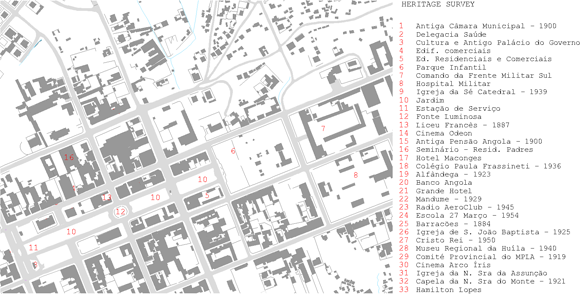 HERITAGE SURVEY
1 Antiga Câmara Municipal - 1900
2 Delegacia Saúde
3 Cultura e Antigo Palácio do Governo
4 Edif. comerciais
5 Ed. Residenciais e Comerciais
6 Parque Infantil
7 Comando da Frente Militar Sul
8 Hospital Militar
9 Igreja da Sé Catedral - 1939
10 Jardim
11 Estação de Serviço
12 Fonte Luminosa
13 Liceu Francês - 1887
14 Cinema Odeon
15 Antiga Pensão Angola - 1900
16 Seminário - Resid. Padres
17 Hotel Maconges
18 Colégio Paula Frassineti - 1936
19 Alfândega - 1923
20 Banco Angola
21 Grande Hotel
22 Mandume - 1929
23 Radio AeroClub - 1945
24 Escola 27 Março - 1954
25 Barracões - 1884
26 Igreja de S. João Baptista - 1925
27 Cristo Rei - 1950
28 Museu Regional da Huíla - 1940
29 Comité Provincial do MPLA - 1919
30 Cinema Arco Íris
31 Igreja da N. Sra da Assunção
32 Capela da N. Sra do Monte - 1921
33 Hamilton Lopes
7
6
16
8
10
5
13
12
10
11